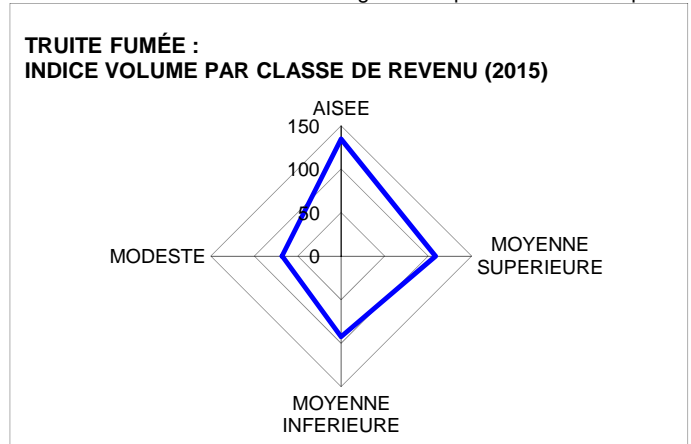 TRUITE FUMÉE :
INDICE VOLUME PAR CLASSE DE REVENU (2015)
AISEE
150
100
50
0
MODESTE
MOYENNE
SUPERIEURE
MOYENNE
INFERIEURE